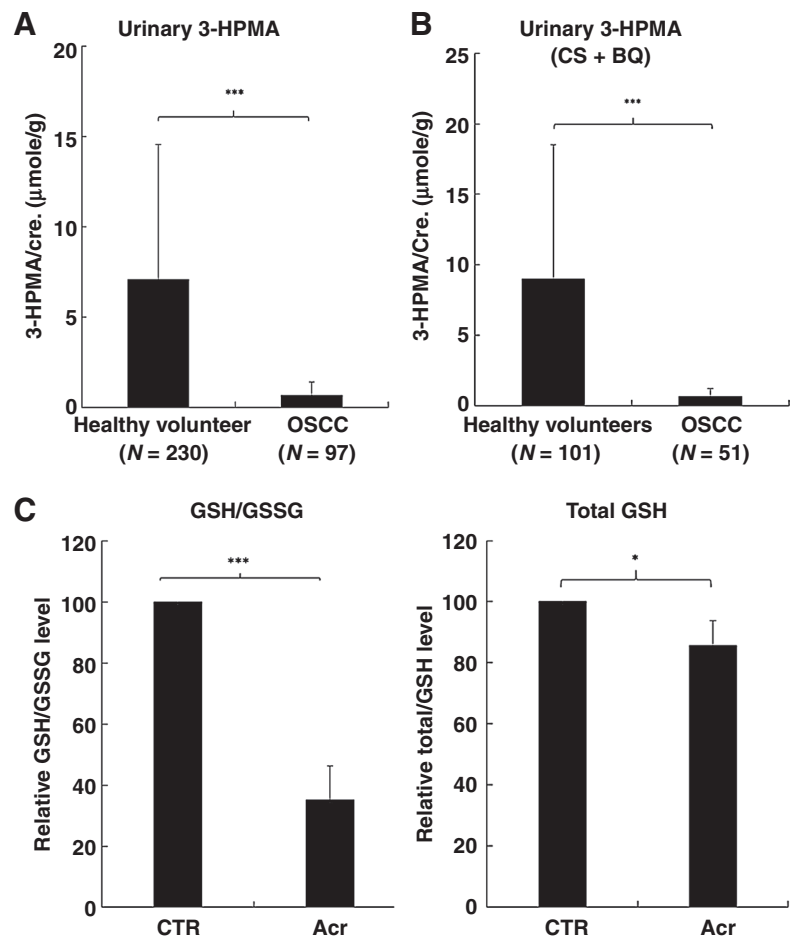 A
Urinary 3-HPMA
3-HPMA/cre. (μmole/g)
20
15
10
5
0
***
Healthy volunteer
(N = 230)
OSCC
(N = 97)
B
Urinary 3-HPMA
(CS + BQ)
3-HPMA/Cre. (μmole/g)
25
20
15
10
5
0
***
Healthy volunteers
(N = 101)
OSCC
(N = 51)
C
GSH/GSSG
Relative GSH/GSSG level
120
100
80
60
40
20
0
***
CTR
Acr
Total GSH
Relative total/GSH level
120
100
80
60
40
20
0
*
CTR
Acr